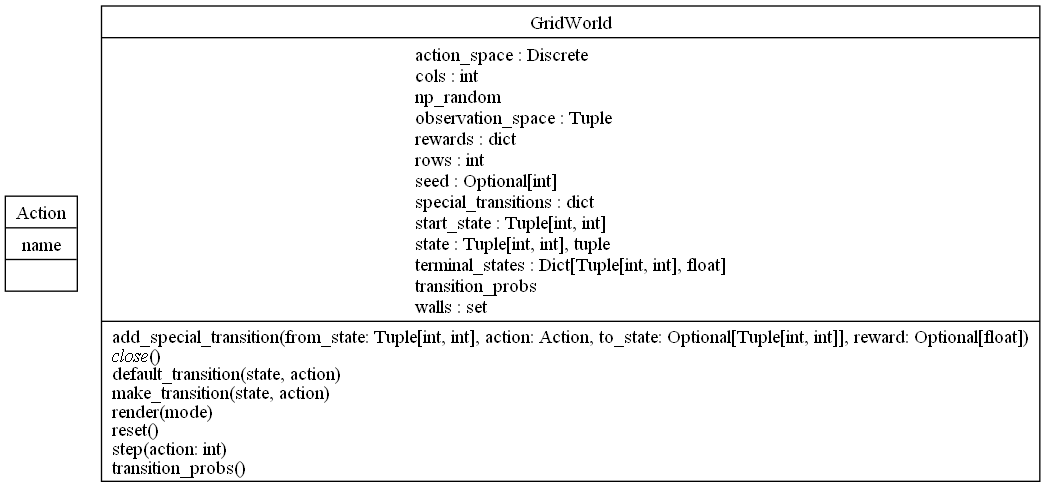 Action
name
GridWorld
action_space : Discrete
cols : int
np_random
observation_space : Tuple
rewards : dict
rows : int
seed : Optional[int]
special_transitions : dict
start_state : Tuple[int, int]
state : Tuple[int, int], tuple
terminal_states : Dict[Tuple[int, int], float]
transition_probs
walls : set
add_special_transition(from_state: Tuple[int, int], action: Action, to_state: Optional[Tuple[int, int]], reward: Optional[float])
close()
default_transition(state, action)
make_transition(state, action)
render(mode)
reset()
step(action: int)
transition_probs()